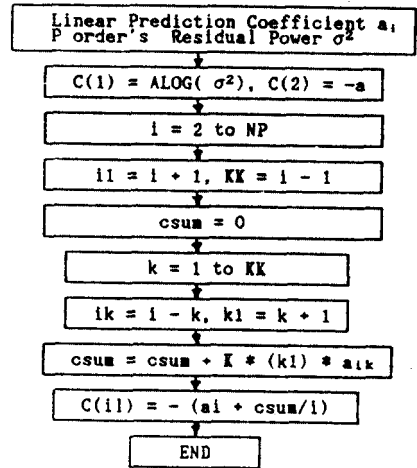 Linear Prediction Coefficient aᵢ
P order's Residual Power σ²
C(1) = ALOG( σ²), C(2) = -a
i = 2 to NP
i1 = i + 1, KK = i - 1
csum = 0
k = 1 to KK
ik = i - k, k1 = k + 1
csum = csum + K * (k1) * aᵢₖ
C(i1) = - (ai + csum/i)
END